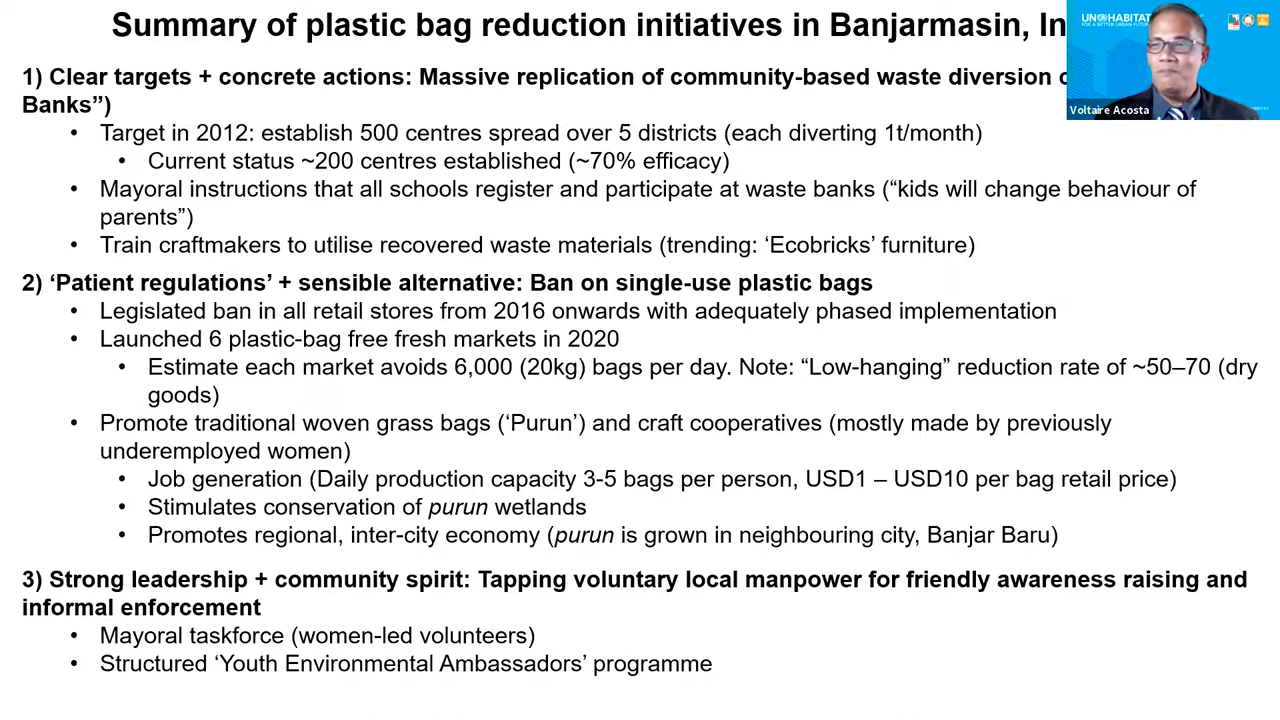 Summary of plastic bag reduction initiatives in Banjarmasin, In
UN HABITAT
FOR A BETTER URBAN FUTURE
Voltaire Acosta
1) Clear targets + concrete actions: Massive replication of community-based waste diversion
Banks”)
• Target in 2012: establish 500 centres spread over 5 districts (each diverting 1t/month)
• Current status ~200 centres established (~70% efficacy)
• Mayoral instructions that all schools register and participate at waste banks (“kids will change behaviour of
parents”)
• Train craftmakers to utilise recovered waste materials (trending: ‘Ecobricks’ furniture)
2) ‘Patient regulations’ + sensible alternative: Ban on single-use plastic bags
• Legislated ban in all retail stores from 2016 onwards with adequately phased implementation
• Launched 6 plastic-bag free fresh markets in 2020
• Estimate each market avoids 6,000 (20kg) bags per day. Note: “Low-hanging” reduction rate of ~50–70 (dry
goods)
• Promote traditional woven grass bags (‘Purun’) and craft cooperatives (mostly made by previously
underemployed women)
• Job generation (Daily production capacity 3-5 bags per person, USD1 – USD10 per bag retail price)
• Stimulates conservation of purun wetlands
• Promotes regional, inter-city economy (purun is grown in neighbouring city, Banjar Baru)
3) Strong leadership + community spirit: Tapping voluntary local manpower for friendly awareness raising and
informal enforcement
• Mayoral taskforce (women-led volunteers)
• Structured ‘Youth Environmental Ambassadors’ programme